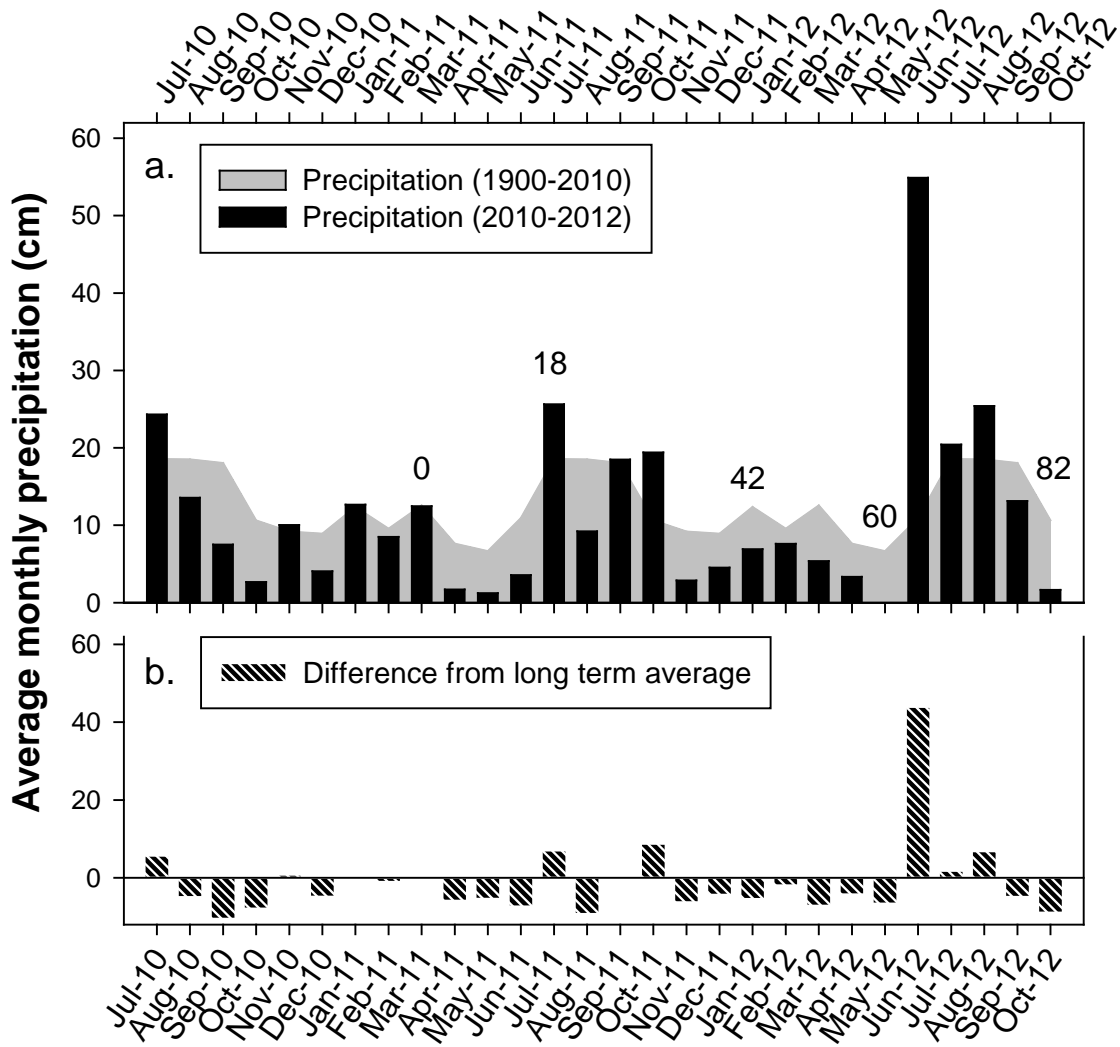 Jul-10
Aug-10
Sep-10
Oct-10
Nov-10
Dec-10
Jan-11
Feb-11
Mar-11
Apr-11
May-11
Jun-11
Jul-11
Aug-11
Sep-11
Oct-11
Nov-11
Dec-11
Jan-12
Feb-12
Mar-12
Apr-12
May-12
Jun-12
Jul-12
Aug-12
Sep-12
Oct-12
Average monthly precipitation (cm)
60
50
40
30
20
10
0
a.
Precipitation (1900-2010)
Precipitation (2010-2012)
0
18
42
60
82
60
40
20
0
b.
Difference from long term average
Jul-10
Aug-10
Sep-10
Oct-10
Nov-10
Dec-10
Jan-11
Feb-11
Mar-11
Apr-11
May-11
Jun-11
Jul-11
Aug-11
Sep-11
Oct-11
Nov-11
Dec-11
Jan-12
Feb-12
Mar-12
Apr-12
May-12
Jun-12
Jul-12
Aug-12
Sep-12
Oct-12